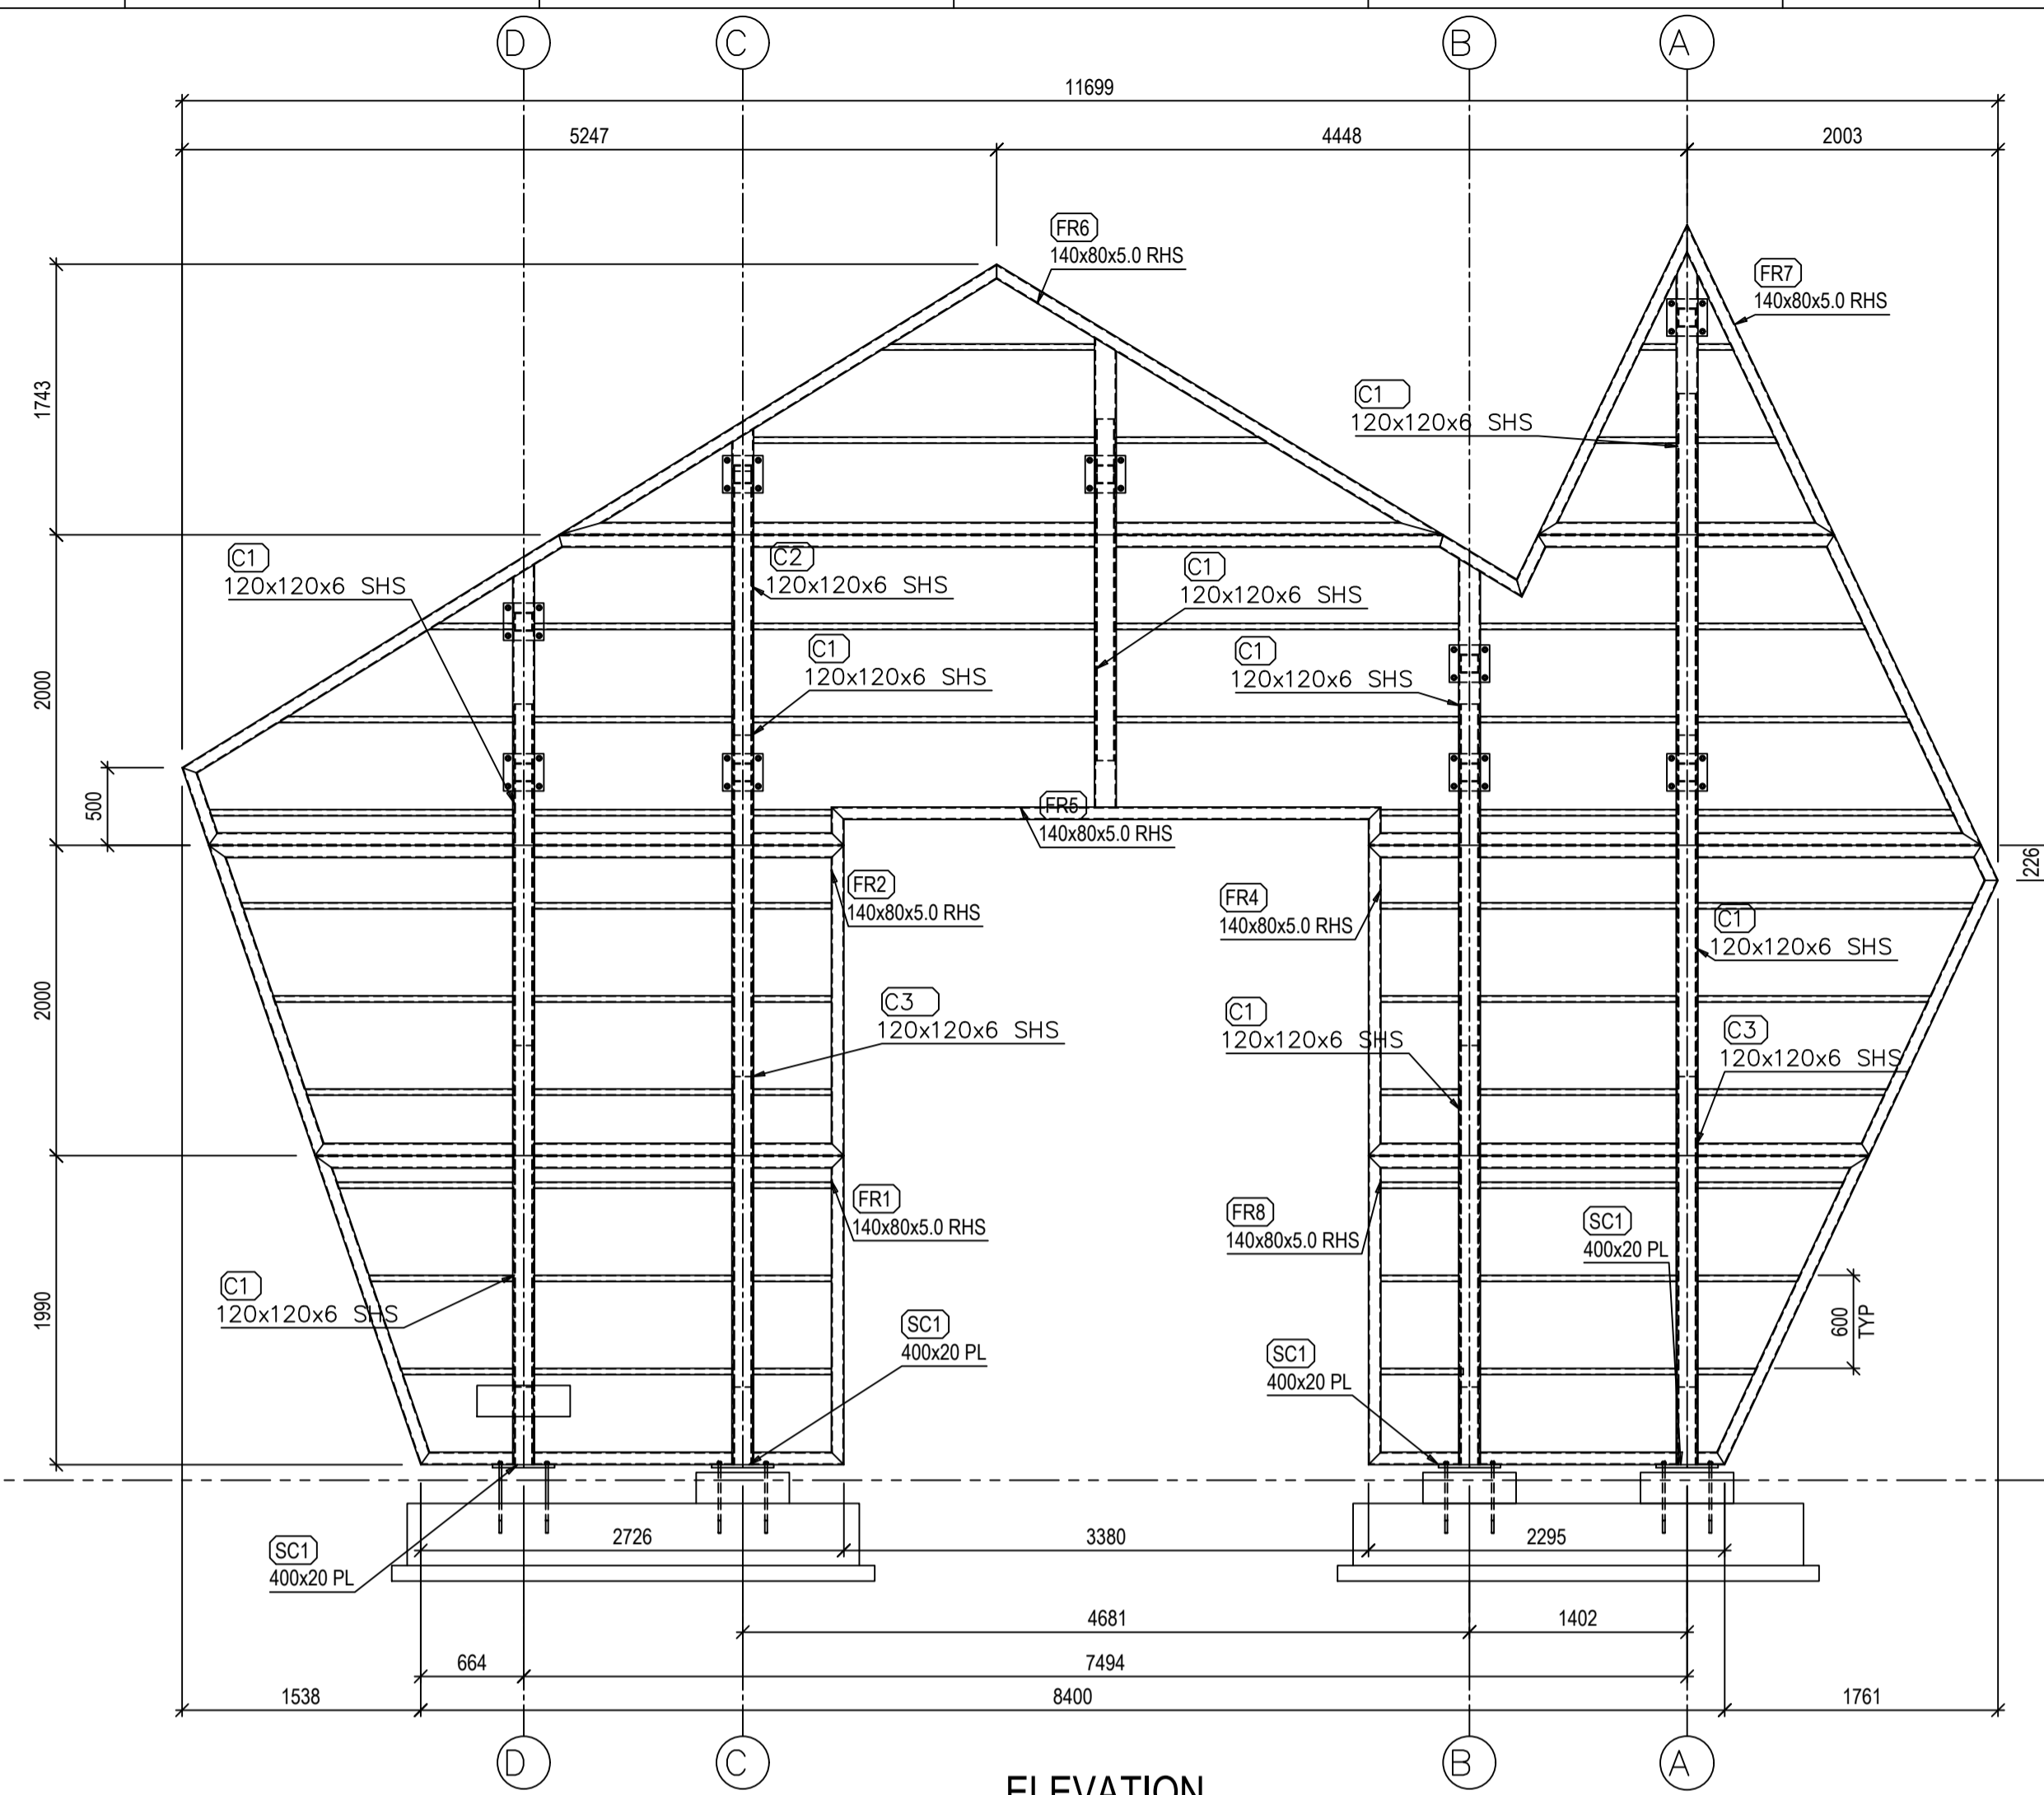 D
C
B
A
11699
5247
4448
2003
FR6
140x80x5.0 RHS
FR7
140x80x5.0 RHS
1743
C1
120x120x6 SHS
C1
120x120x6 SHS
C2
120x120x6 SHS
C1
120x120x6 SHS
C1
120x120x6 SHS
C1
120x120x6 SHS
2000
500
FR5
140x80x5.0 RHS
226
FR2
140x80x5.0 RHS
FR4
140x80x5.0 RHS
C1
120x120x6 SHS
2000
C3
120x120x6 SHS
C1
120x120x6 SHS
C3
120x120x6 SHS
FR1
140x80x5.0 RHS
FR8
140x80x5.0 RHS
SC1
400x20 PL
1990
C1
120x120x6 SHS
SC1
400x20 PL
SC1
400x20 PL
600
TYP
SC1
400x20 PL
2726
3380
2295
4681
1402
664
7494
1538
8400
1761
D
C
B
A
ELEVATION